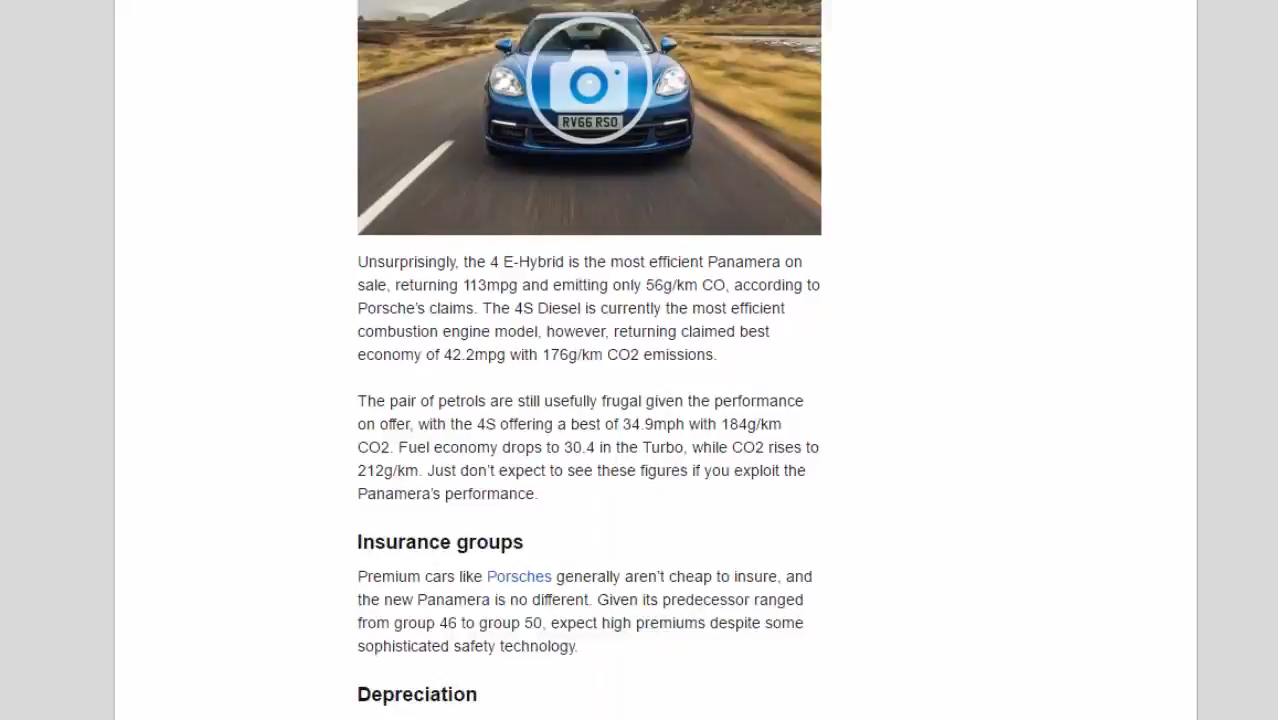 RV66 RSO
Unsurprisingly, the 4 E-Hybrid is the most efficient Panamera on
sale, returning 113mpg and emitting only 56g/km CO, according to
Porsche's claims. The 4S Diesel is currently the most efficient
combustion engine model, however, returning claimed best
economy of 42.2mpg with 176g/km CO2 emissions.
The pair of petrols are still usefully frugal given the performance
on offer, with the 4S offering a best of 34.9mph with 184g/km
CO2. Fuel economy drops to 30.4 in the Turbo, while CO2 rises to
212g/km. Just don't expect to see these figures if you exploit the
Panamera's performance.
Insurance groups
Premium cars like Porsches generally aren't cheap to insure, and
the new Panamera is no different. Given its predecessor ranged
from group 46 to group 50, expect high premiums despite some
sophisticated safety technology.
Depreciation